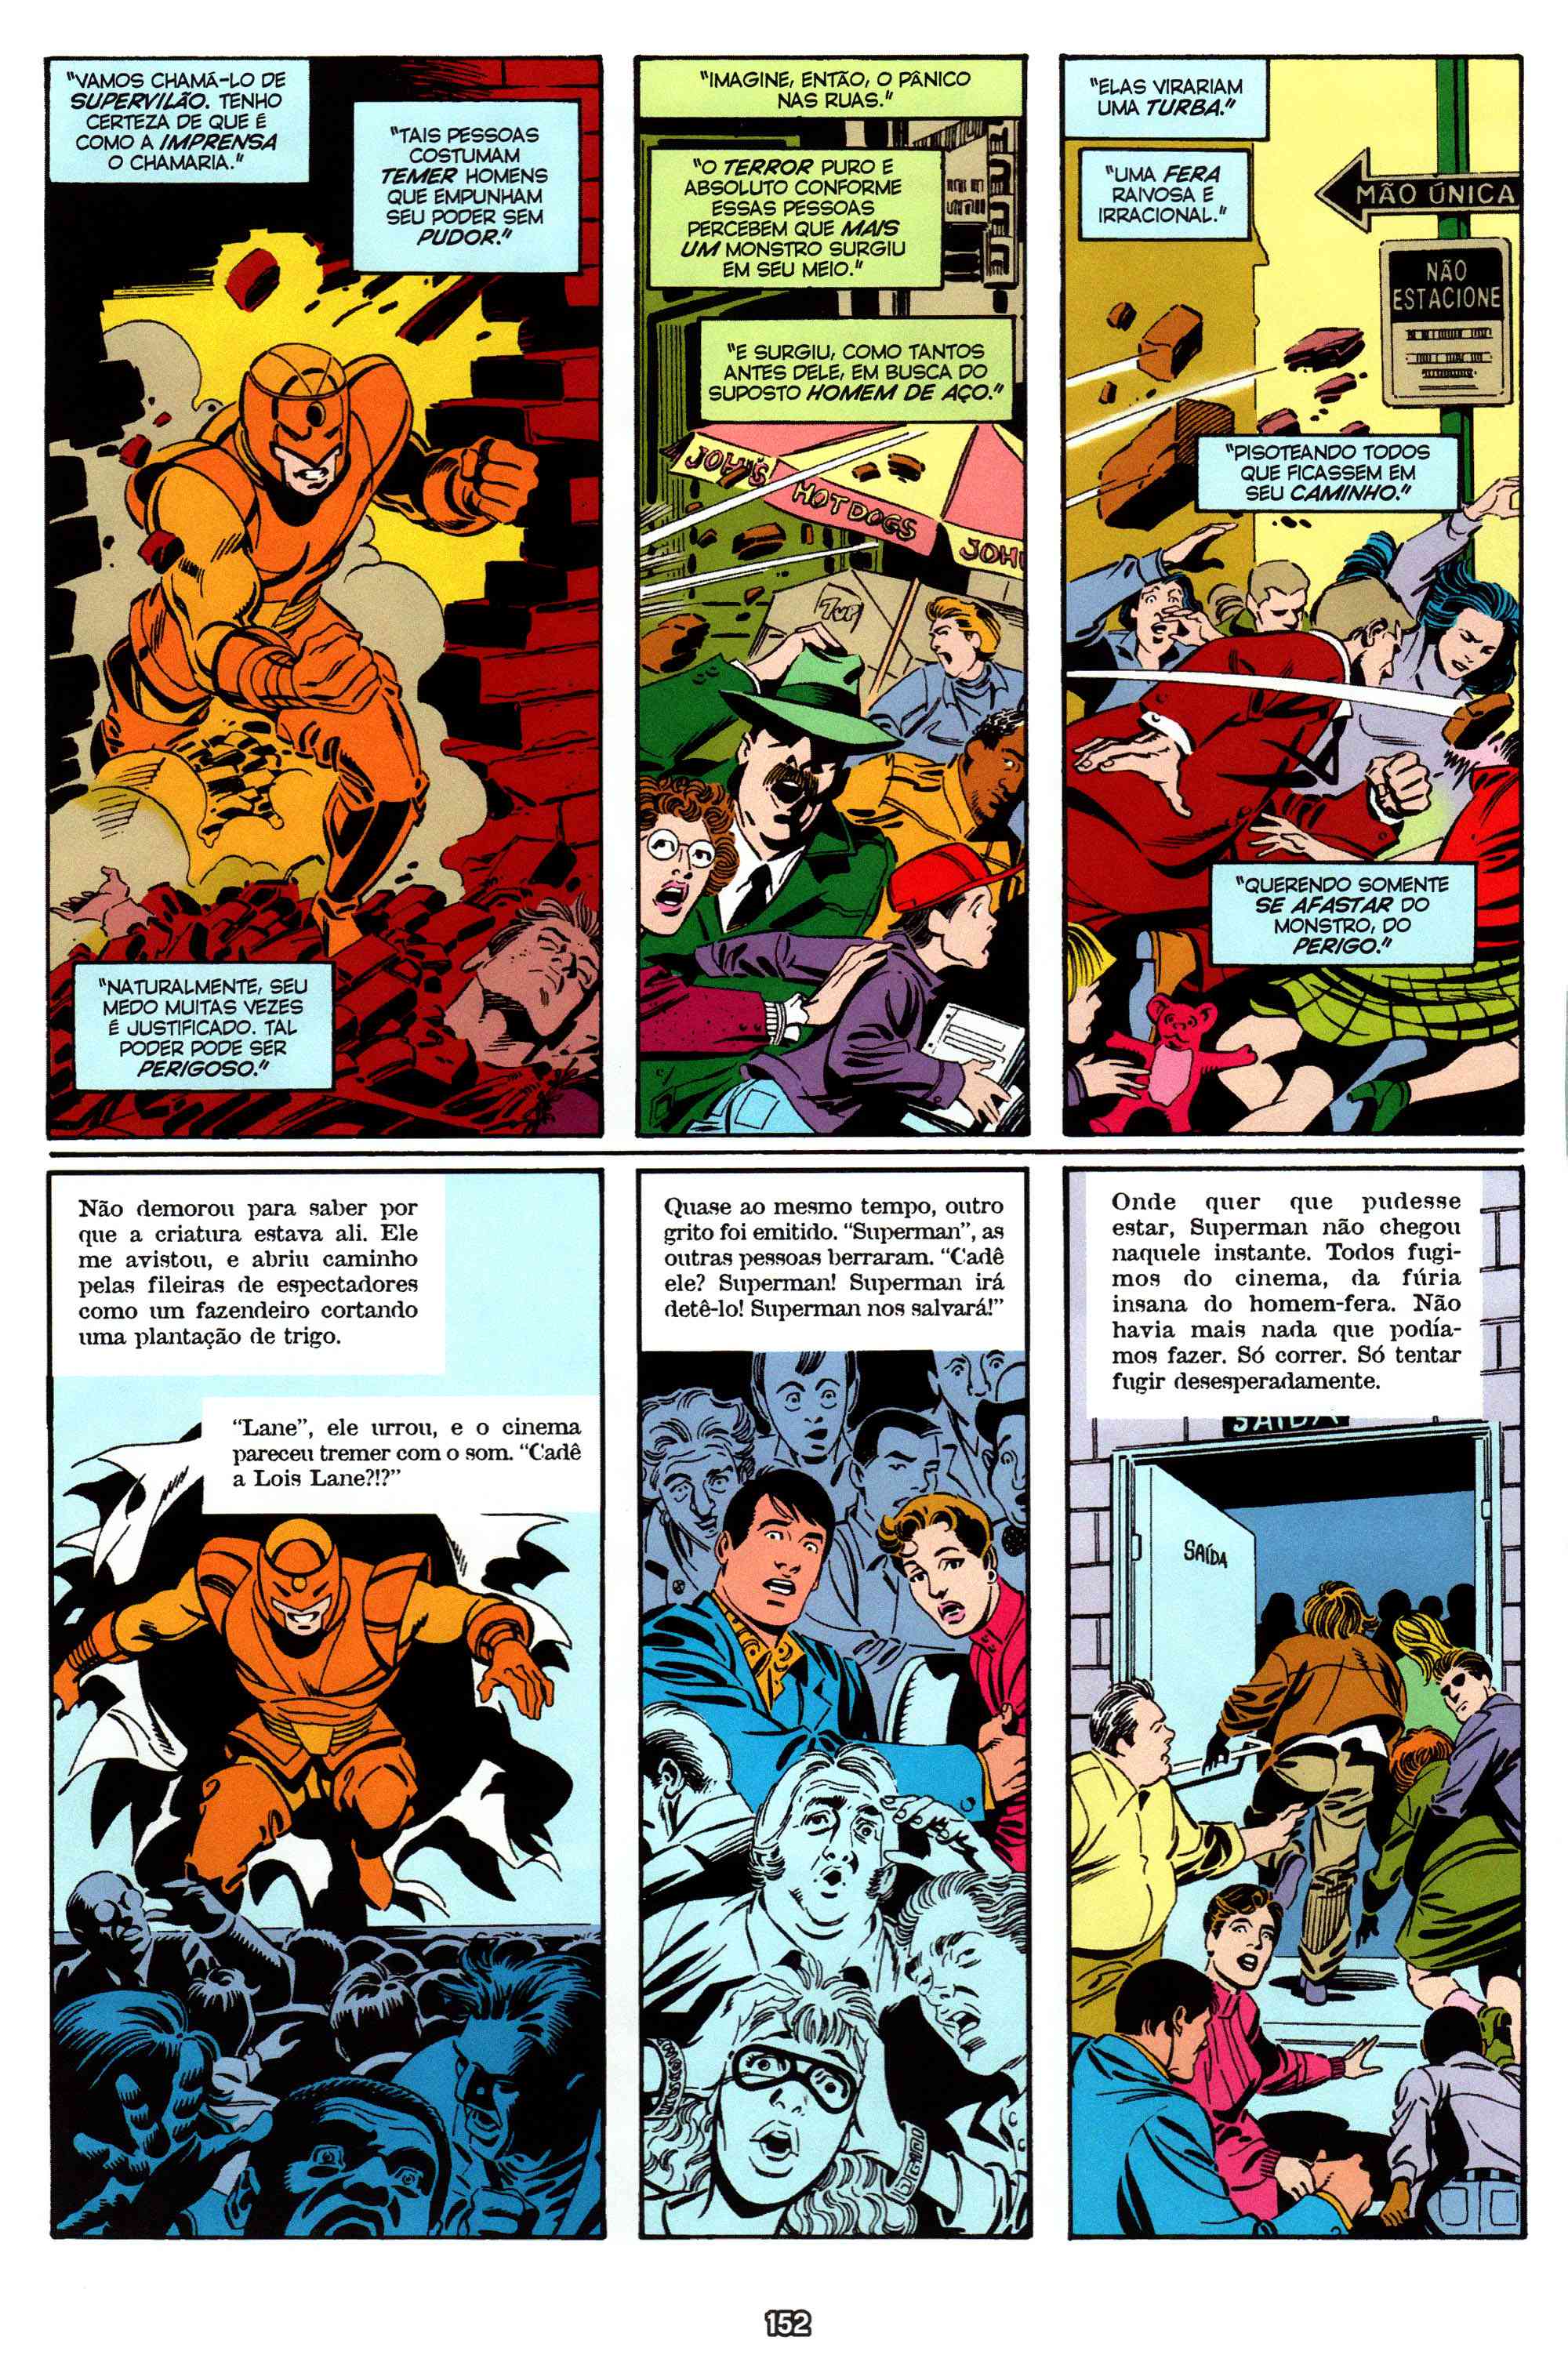 "VAMOS CHAMÁ-LO DE
SUPERVILÃO. TENHO
CERTEZA DE QUE É
COMO A IMPRENSA
O CHAMARIA."
"TAIS PESSOAS
COSTUMAM
TEMER HOMENS
QUE EMPUNHAM
SEU PODER SEM
PUDOR."
"NATURALMENTE, SEU
MEDO MUITAS VEZES
É JUSTIFICADO. TAL
PODER PODE SER
PERIGOSO."
"IMAGINE, ENTÃO, O PÂNICO
NAS RUAS."
"O TERROR PURO E
ABSOLUTO CONFORME
ESSAS PESSOAS
PERCEBEM QUE MAIS
UM MONSTRO SURGIU
EM SEU MEIO."
"E SURGIU, COMO TANTOS
ANTES DELE, EM BUSCA DO
SUPOSTO HOMEM DE AÇO."
JOH'S
HOT DOGS
JOH
7UP
"ELAS VIRARIAM
UMA TURBA."
"UMA FERA
RAIVOSA E
IRRACIONAL."
MÃO ÚNICA
NÃO
ESTACIONE
"PISOTEANDO TODOS
QUE FICASSEM EM
SEU CAMINHO."
"QUERENDO SOMENTE
SE AFASTAR DO
MONSTRO, DO
PERIGO."
Não demorou para saber por
que a criatura estava ali. Ele
me avistou, e abriu caminho
pelas fileiras de espectadores
como um fazendeiro cortando
uma plantação de trigo.
“Lane”, ele urrou, e o cinema
pareceu tremer com o som. “Cadê
a Lois Lane?!?”
Quase ao mesmo tempo, outro
grito foi emitido. “Superman”, as
outras pessoas berraram. “Cadê
ele? Superman! Superman irá
detê-lo! Superman nos salvará!”
Onde quer que pudesse
estar, Superman não chegou
naquele instante. Todos fugi-
mos do cinema, da fúria
insana do homem-fera. Não
havia mais nada que podía-
mos fazer. Só correr. Só tentar
fugir desesperadamente.
SAÍDA
SAÍDA
152